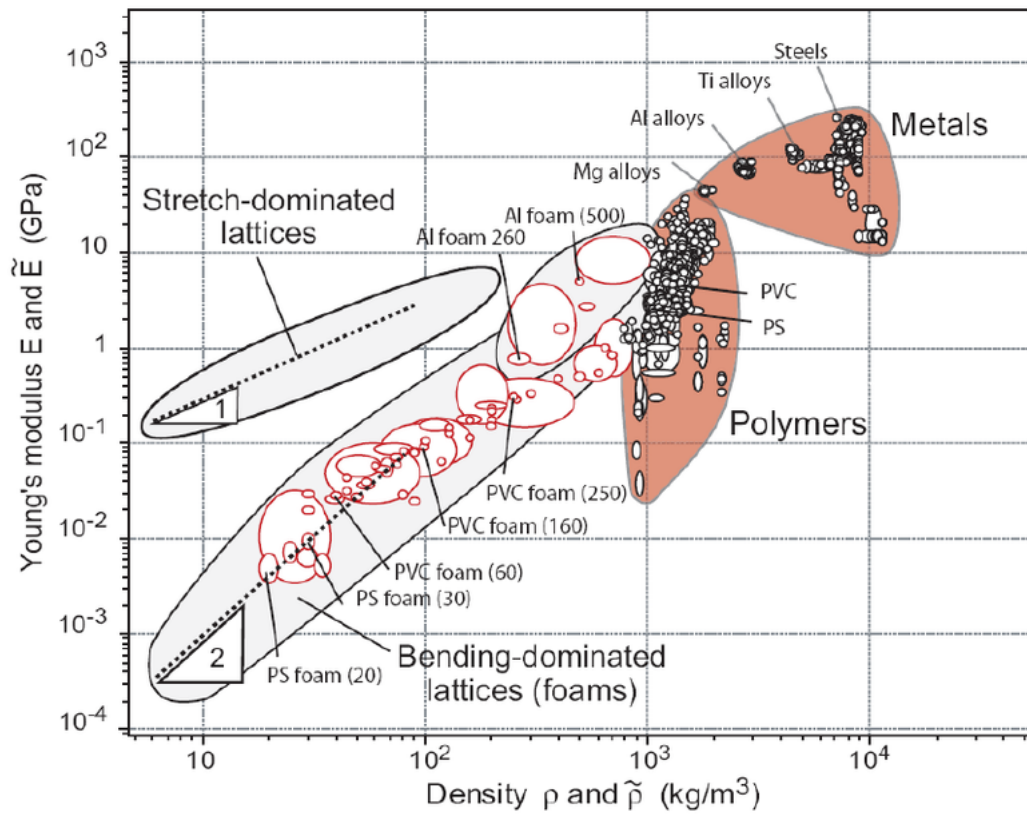 Young's modulus E and Ẽ (GPa)
10³
10²
10
1
10⁻¹
10⁻²
10⁻³
10⁻⁴
Steels
Ti alloys
Al alloys
Metals
Mg alloys
Stretch-dominated
lattices
Al foam (500)
Al foam 260
PVC
PS
1
Polymers
PVC foam (250)
PVC foam (160)
PVC foam (60)
PS foam (30)
2
PS foam (20)
Bending-dominated
lattices (foams)
10
10²
10³
10⁴
Density ρ and ρ̃ (kg/m³)